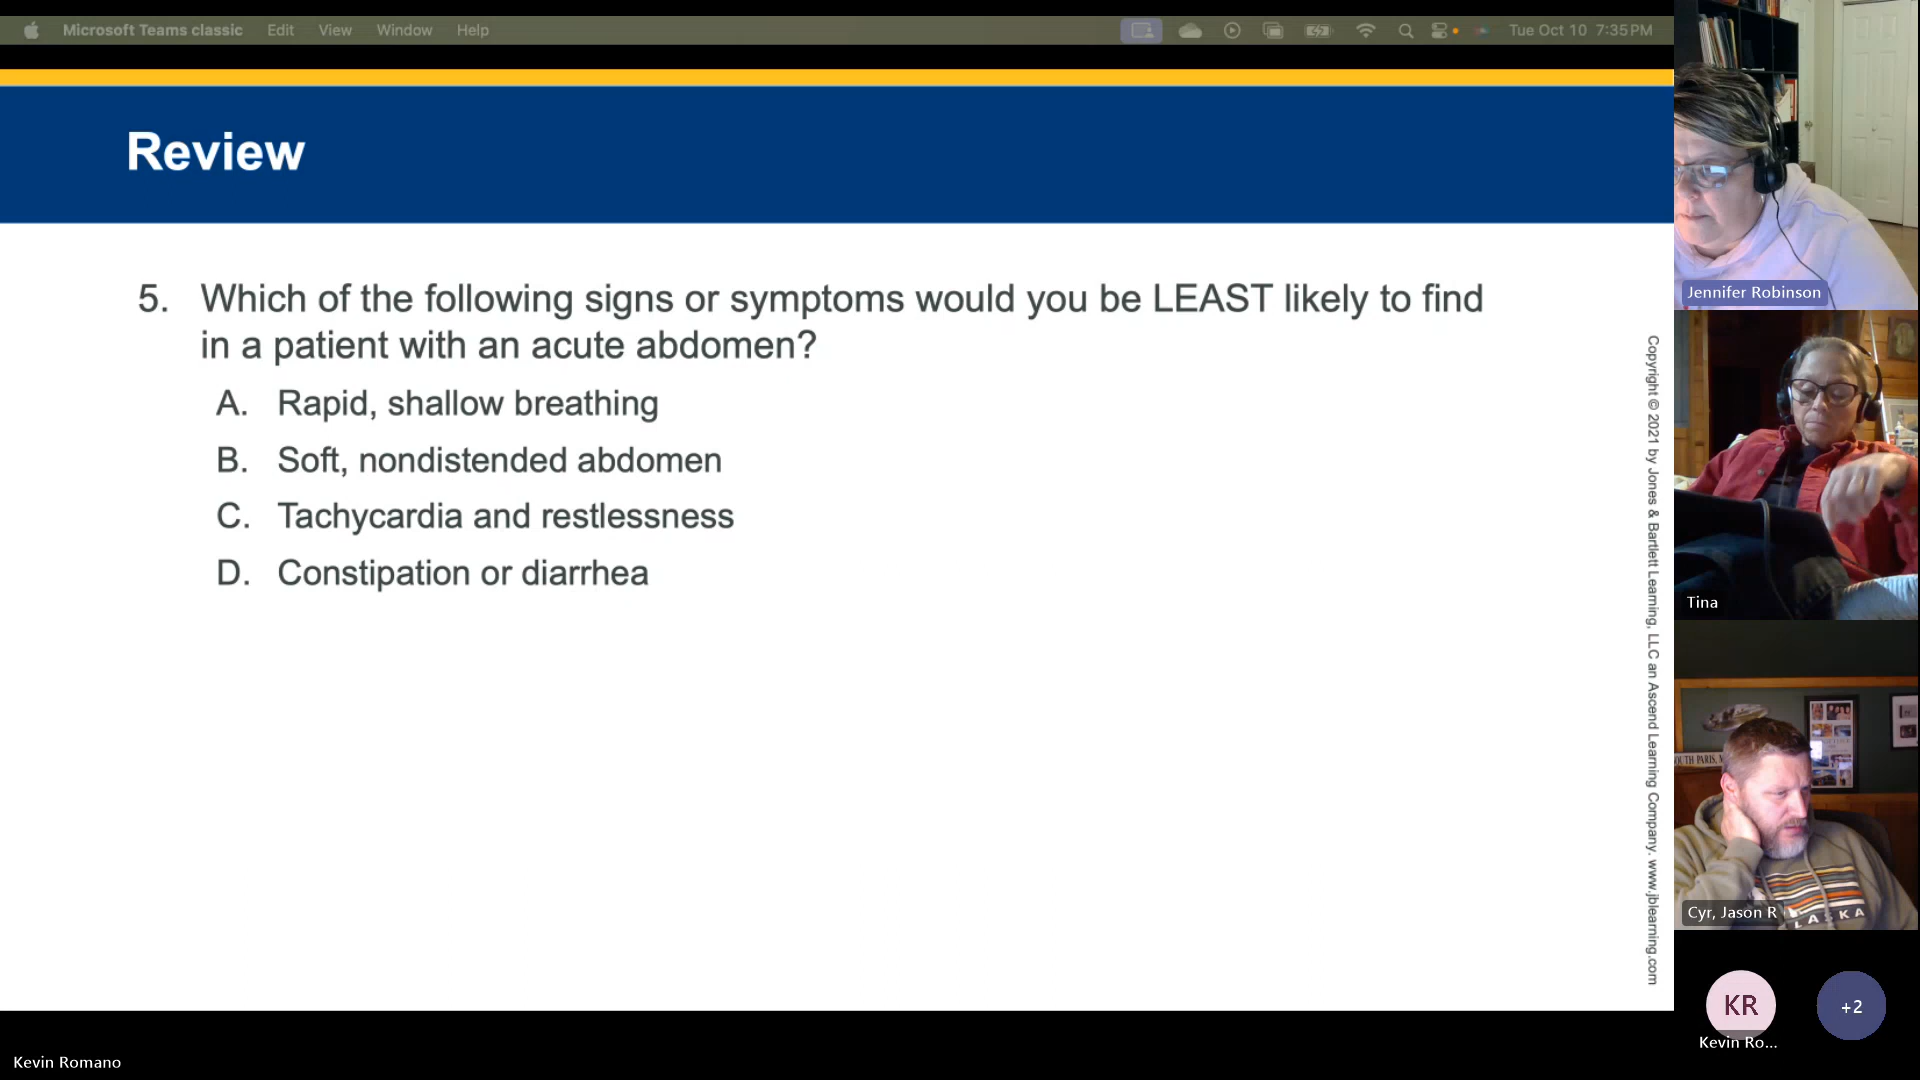 Microsoft Teams classic Edit View Window Help Tue Oct 10 7:35 PM
Review
5. Which of the following signs or symptoms would you be LEAST likely to find
in a patient with an acute abdomen?
A. Rapid, shallow breathing
B. Soft, nondistended abdomen
C. Tachycardia and restlessness
D. Constipation or diarrhea
Copyright © 2021 by Jones & Bartlett Learning, LLC an Ascend Learning Company. www.jblearning.com
Jennifer Robinson
Tina
Cyr, Jason R
KR
Kevin Ro...
+2
Kevin Romano